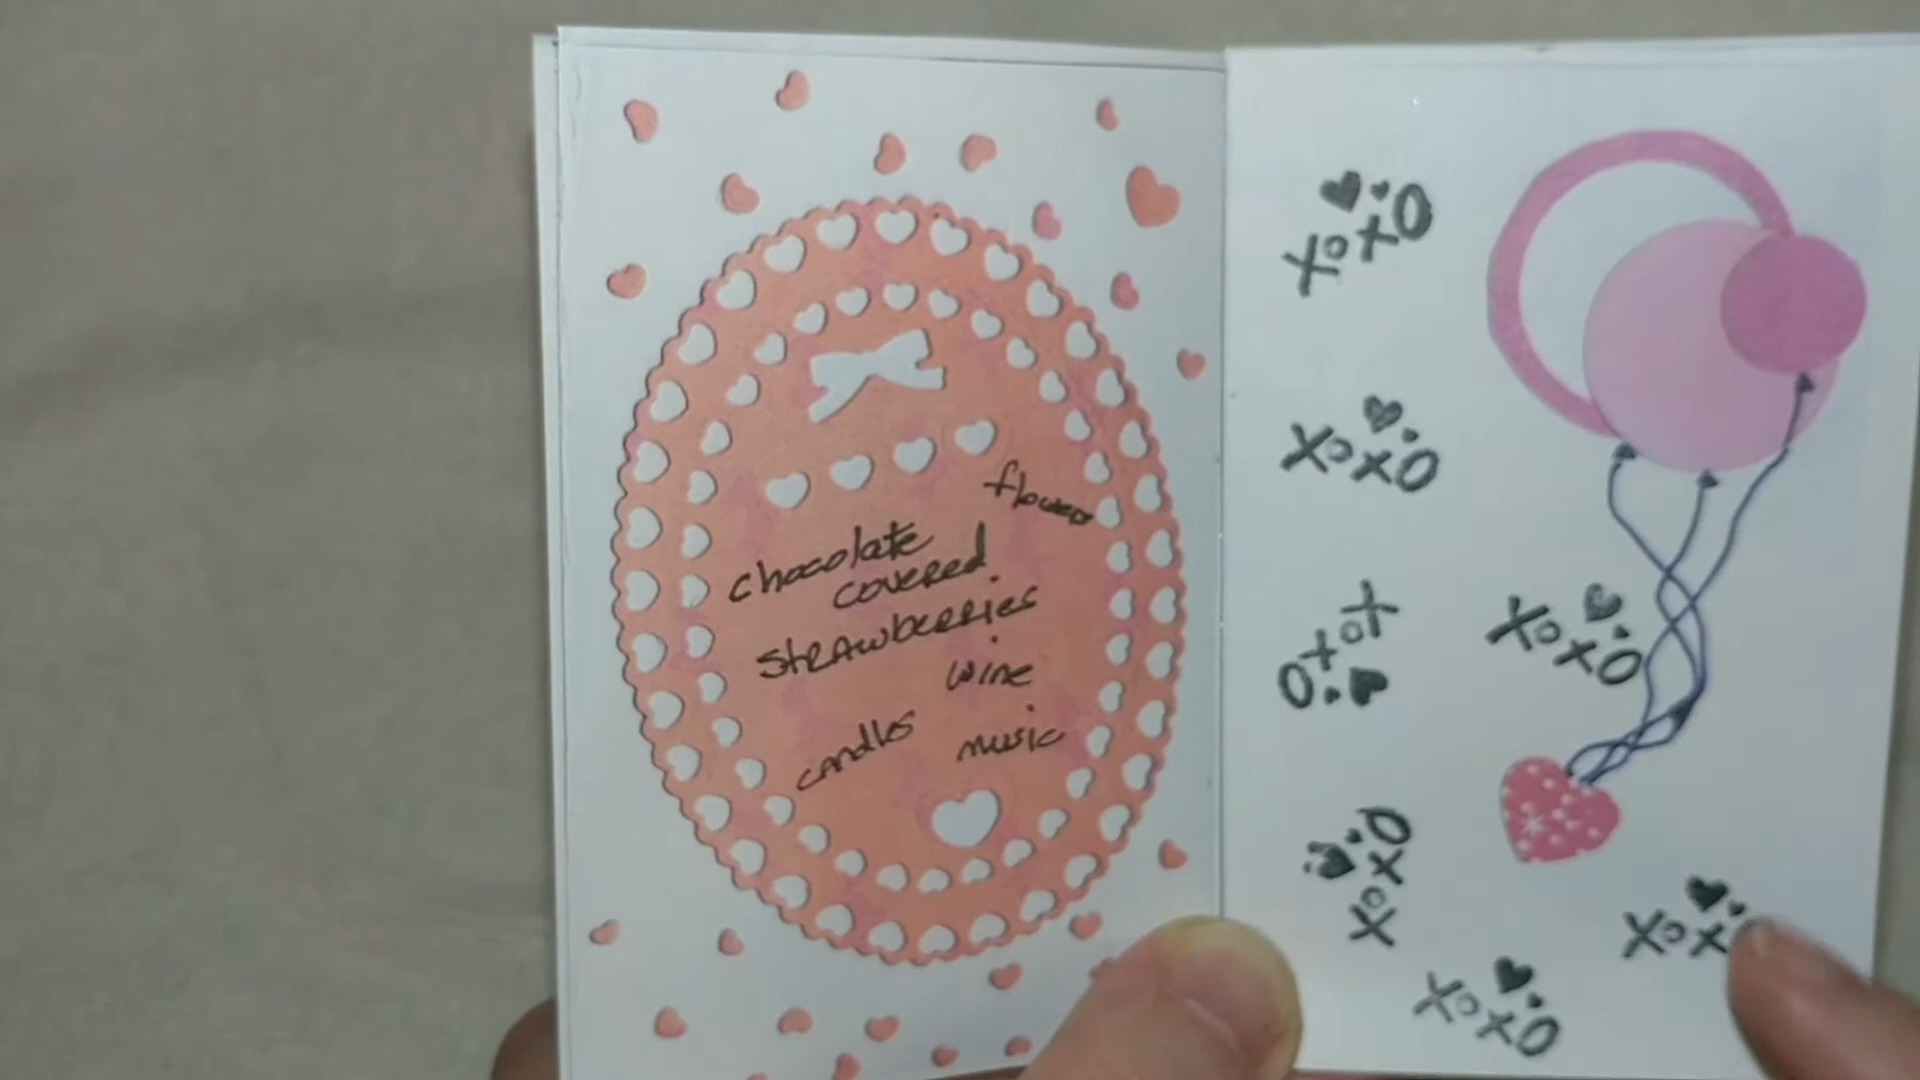 flowers
chocolate
covered
strawberries
wine
candles
music
xoxo
xoxo
xoxo
xoxo
xoxo
xoxo
xoxo